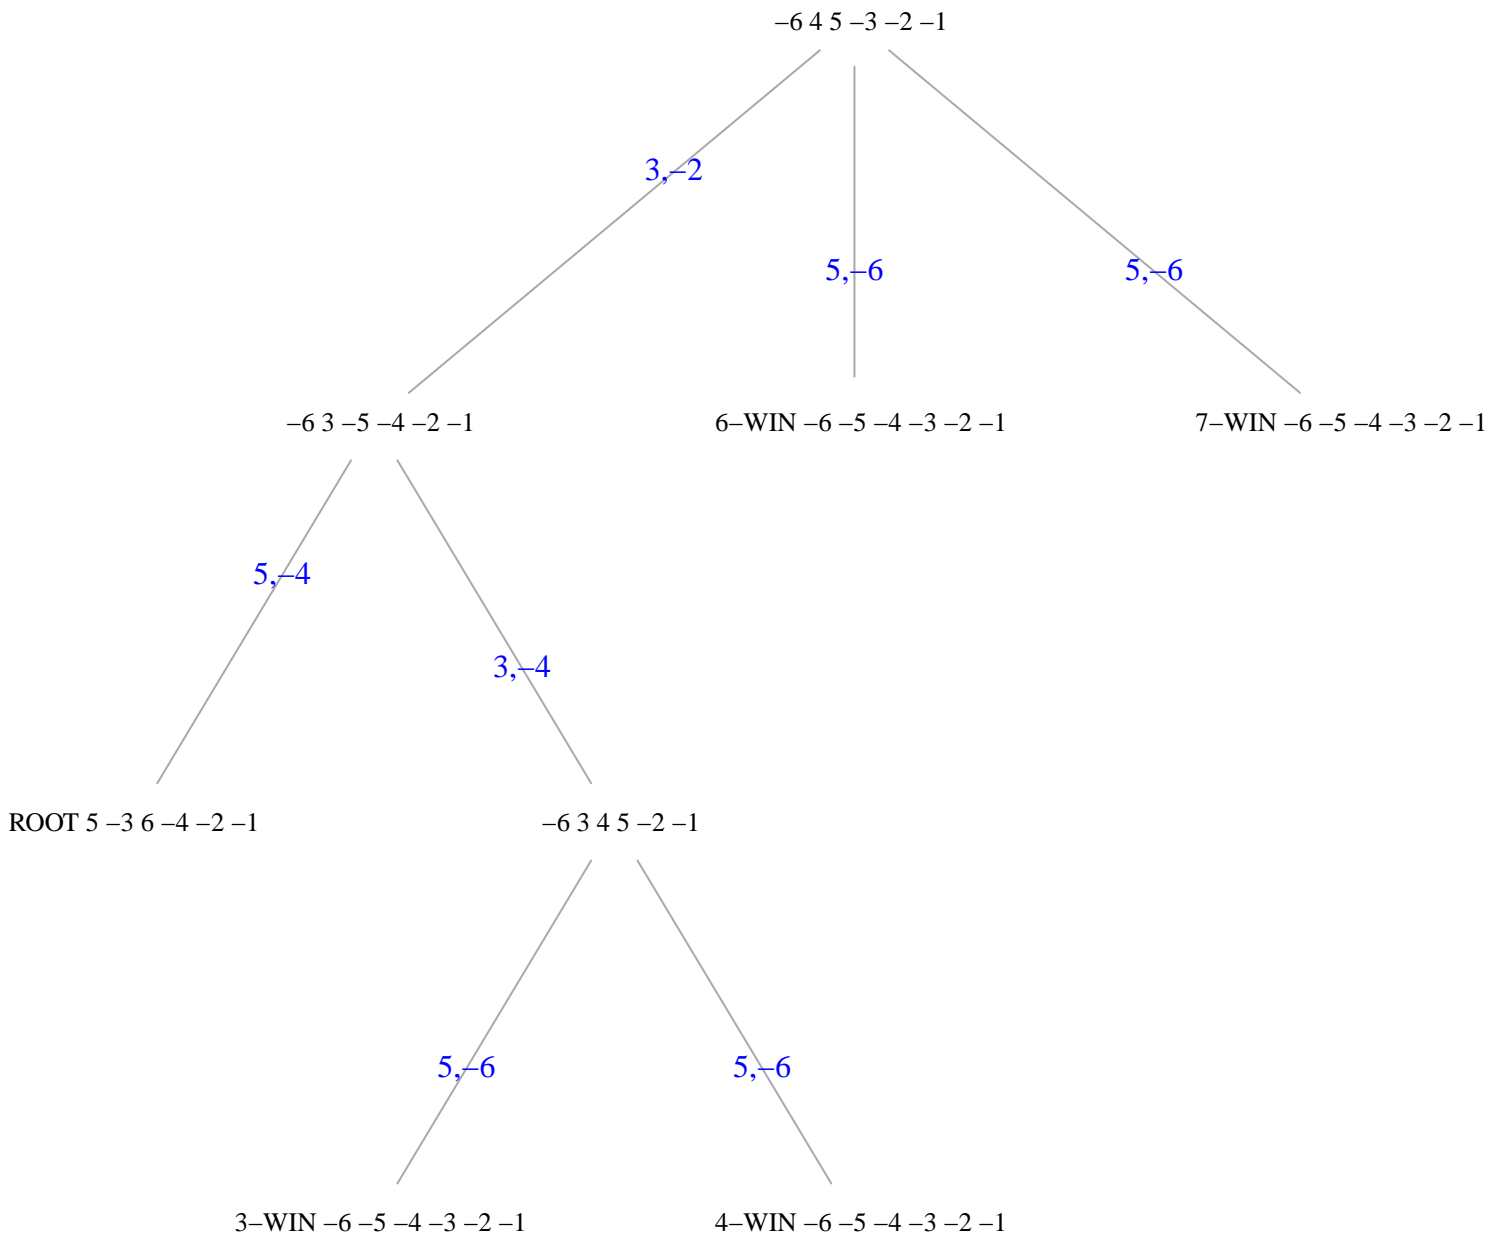 –6 4 5 –3 –2 –1
3,–2
5,–6
5,–6
–6 3 –5 –4 –2 –1
6–WIN –6 –5 –4 –3 –2 –1
7–WIN –6 –5 –4 –3 –2 –1
5,–4
3,–4
ROOT 5 –3 6 –4 –2 –1
–6 3 4 5 –2 –1
5,–6
5,–6
3–WIN –6 –5 –4 –3 –2 –1
4–WIN –6 –5 –4 –3 –2 –1